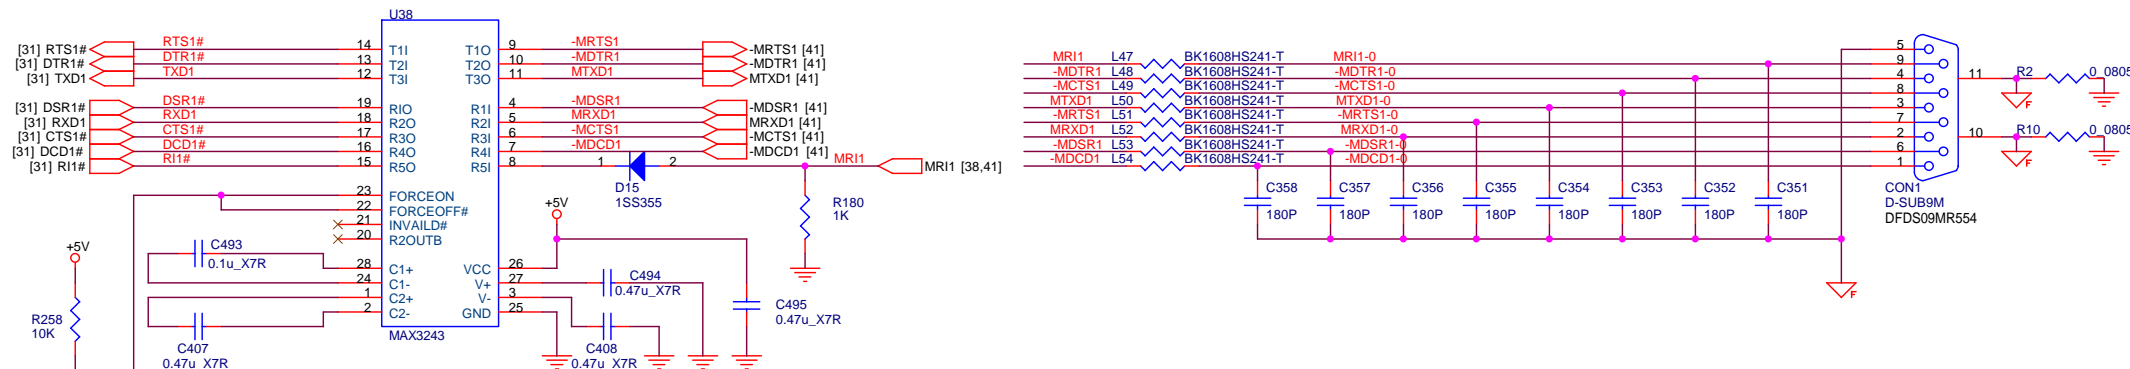 U38
[31] RTS1# RTS1# 14 T1I T1O 9 -MRTS1 -MRTS1 [41]
[31] DTR1# DTR1# 13 T2I T2O 10 -MDTR1 -MDTR1 [41]
[31] TXD1 TXD1 12 T3I T3O 11 MTXD1 MTXD1 [41]
[31] DSR1# DSR1# 19 RIO R1I 4 -MDSR1 -MDSR1 [41]
[31] RXD1 RXD1 18 R2O R2I 5 MRXD1 MRXD1 [41]
[31] CTS1# CTS1# 17 R3O R3I 6 -MCTS1 -MCTS1 [41]
[31] DCD1# DCD1# 16 R4O R4I 7 -MDCD1 -MDCD1 [41]
[31] RI1# RI1# 15 R5O R5I 8 1 2 MRI1 MRI1 [38,41]
D15
1SS355
R180
1K
23 FORCEON
22 FORCEOFF#
21 INVAILD#
20 R2OUTB
+5V
+5V
C493
0.1u_X7R
28 C1+ VCC 26
24 C1- V+ 27
1 C2+ V- 3
2 C2- GND 25
MAX3243
C494
0.47u_X7R
C495
0.47u_X7R
R258
10K
C407
0.47u_X7R
C408
0.47u_X7R
MRI1 L47 BK1608HS241-T MRI1-0
-MDTR1 L48 BK1608HS241-T -MDTR1-0
-MCTS1 L49 BK1608HS241-T -MCTS1-0
MTXD1 L50 BK1608HS241-T MTXD1-0
-MRTS1 L51 BK1608HS241-T -MRTS1-0
MRXD1 L52 BK1608HS241-T MRXD1-0
-MDSR1 L53 BK1608HS241-T -MDSR1-0
-MDCD1 L54 BK1608HS241-T -MDCD1-0
5
9
4
8
3
7
2
6
1
11 R2 0_0805
F
10 R10 0_0805
F
C358 C357 C356 C355 C354 C353 C352 C351
180P 180P 180P 180P 180P 180P 180P 180P
CON1
D-SUB9M
DFDS09MR554
F